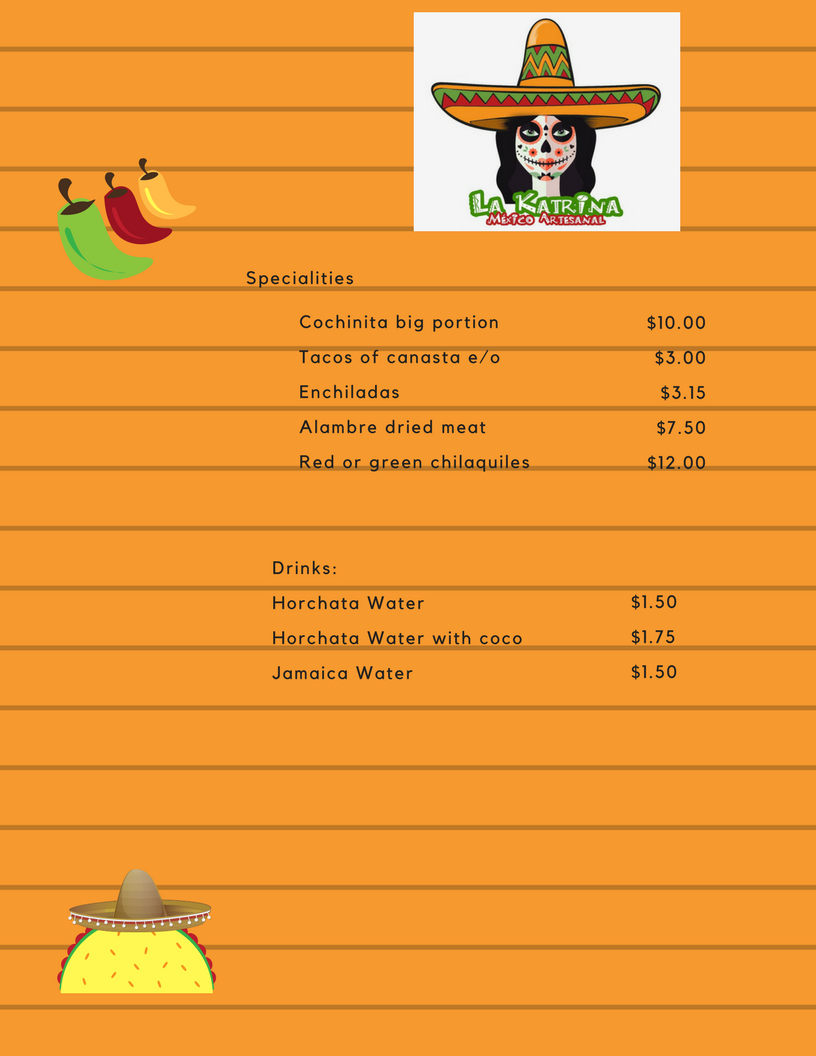 La Katrina
México Artesanal
Specialities
Cochinita big portion $10.00
Tacos of canasta e/o $3.00
Enchiladas $3.15
Alambre dried meat $7.50
Red or green chilaquiles $12.00
Drinks:
Horchata Water $1.50
Horchata Water with coco $1.75
Jamaica Water $1.50